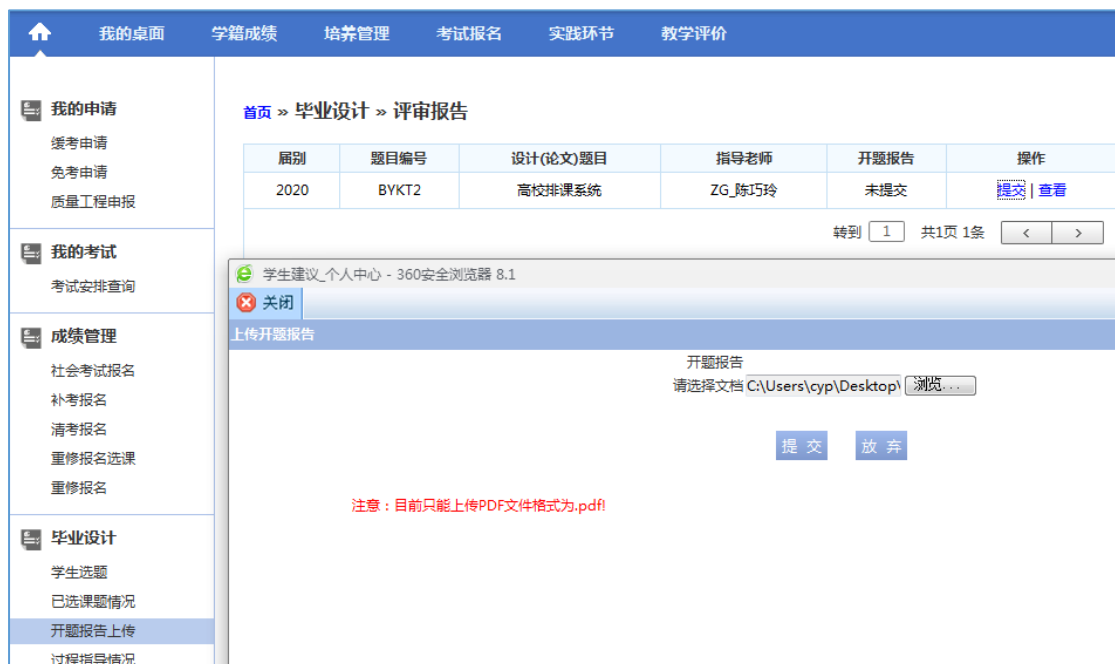 我的桌面 学籍成绩 培养管理 考试报名 实践环节 教学评价
我的申请
缓考申请
免考申请
质量工程申报
我的考试
考试安排查询
成绩管理
社会考试报名
补考报名
清考报名
重修报名选课
重修报名
毕业设计
学生选题
已选课题情况
开题报告上传
过程指导情况
首页 » 毕业设计 » 评审报告
届别 题目编号 设计(论文)题目 指导老师 开题报告 操作
2020 BYKT2 高校排课系统 ZG_陈巧玲 未提交 提交 | 查看
转到 1 共1页 1条 < >
学生建议_个人中心 - 360安全浏览器 8.1
关闭
上传开题报告
开题报告
请选择文档 C:\Users\cyp\Desktop\ 浏览...
提 交 放 弃
注意：目前只能上传PDF文件格式为.pdf!